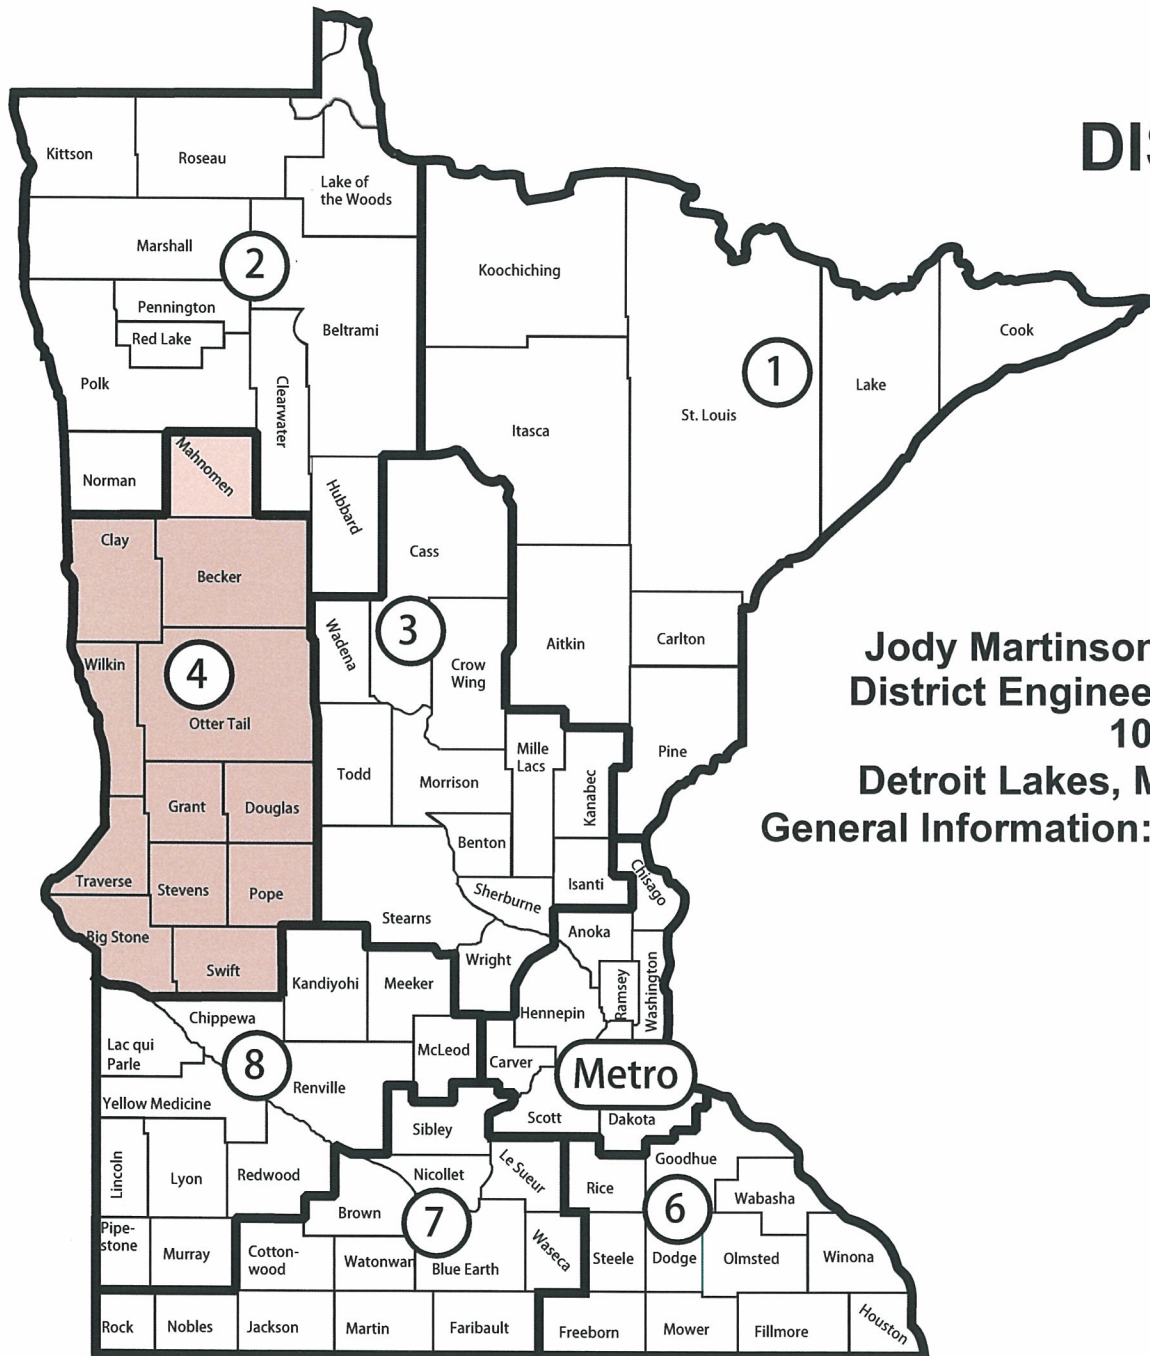 DIS
Kittson
Roseau
Lake of
the Woods
Marshall
2
Koochiching
Pennington
Red Lake
Beltrami
Cook
Polk
Clearwater
1
Lake
St. Louis
Itasca
Mahnomen
Norman
Hubbard
Clay
Cass
Becker
3
Wadena
Aitkin
Carlton
Jody Martinson
Wilkin
4
Crow
Wing
District Enginee
Otter Tail
10
Mille
Lacs
Pine
Todd
Morrison
Kanabec
Detroit Lakes, M
Grant
Douglas
General Information:
Benton
Traverse
Stevens
Pope
Sherburne
Isanti
Chisago
Stearns
Big Stone
Anoka
Swift
Wright
Kandiyohi
Meeker
Ramsey
Washington
Hennepin
Chippewa
Lac qui
Parle
McLeod
8
Carver
Metro
Renville
Yellow Medicine
Scott
Dakota
Sibley
Goodhue
Lincoln
Lyon
Redwood
Nicollet
Le Sueur
Rice
Wabasha
Brown
7
6
Pipe-
stone
Murray
Cotton-
wood
Watonwan
Blue Earth
Waseca
Steele
Dodge
Olmsted
Winona
Rock
Nobles
Jackson
Martin
Faribault
Freeborn
Mower
Fillmore
Houston